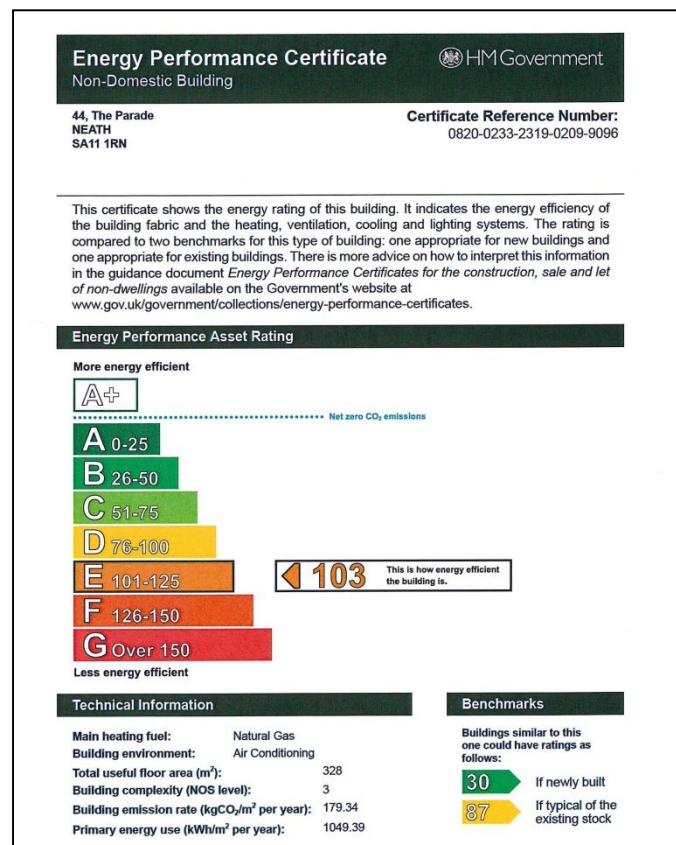 Energy Performance Certificate
HM Government
Non-Domestic Building
44, The Parade
NEATH
SA11 1RN
Certificate Reference Number:
0820-0233-2319-0209-9096
This certificate shows the energy rating of this building. It indicates the energy efficiency of
the building fabric and the heating, ventilation, cooling and lighting systems. The rating is
compared to two benchmarks for this type of building: one appropriate for new buildings and
one appropriate for existing buildings. There is more advice on how to interpret this information
in the guidance document Energy Performance Certificates for the construction, sale and let
of non-dwellings available on the Government's website at
www.gov.uk/government/collections/energy-performance-certificates.
Energy Performance Asset Rating
More energy efficient
A+
Net zero CO₂ emissions
A 0-25
B 26-50
C 51-75
D 76-100
E 101-125
103
This is how energy efficient
the building is.
F 126-150
G Over 150
Less energy efficient
Technical Information
Main heating fuel: Natural Gas
Building environment: Air Conditioning
Total useful floor area (m²): 328
Building complexity (NOS level): 3
Building emission rate (kgCO₂/m² per year): 179.34
Primary energy use (kWh/m² per year): 1049.39
Benchmarks
Buildings similar to this
one could have ratings as
follows:
30 If newly built
87 If typical of the
existing stock